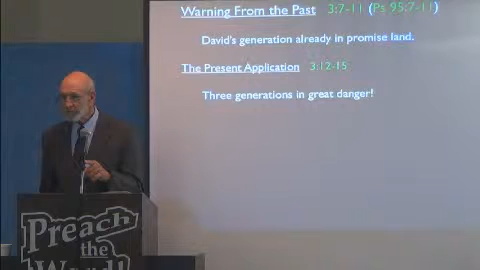 Warning From the Past 3:7-11 (Ps 95:7-11)
David's generation already in promise land.
The Present Application 3:12-15
Three generations in great danger!
Preach
the
Word!